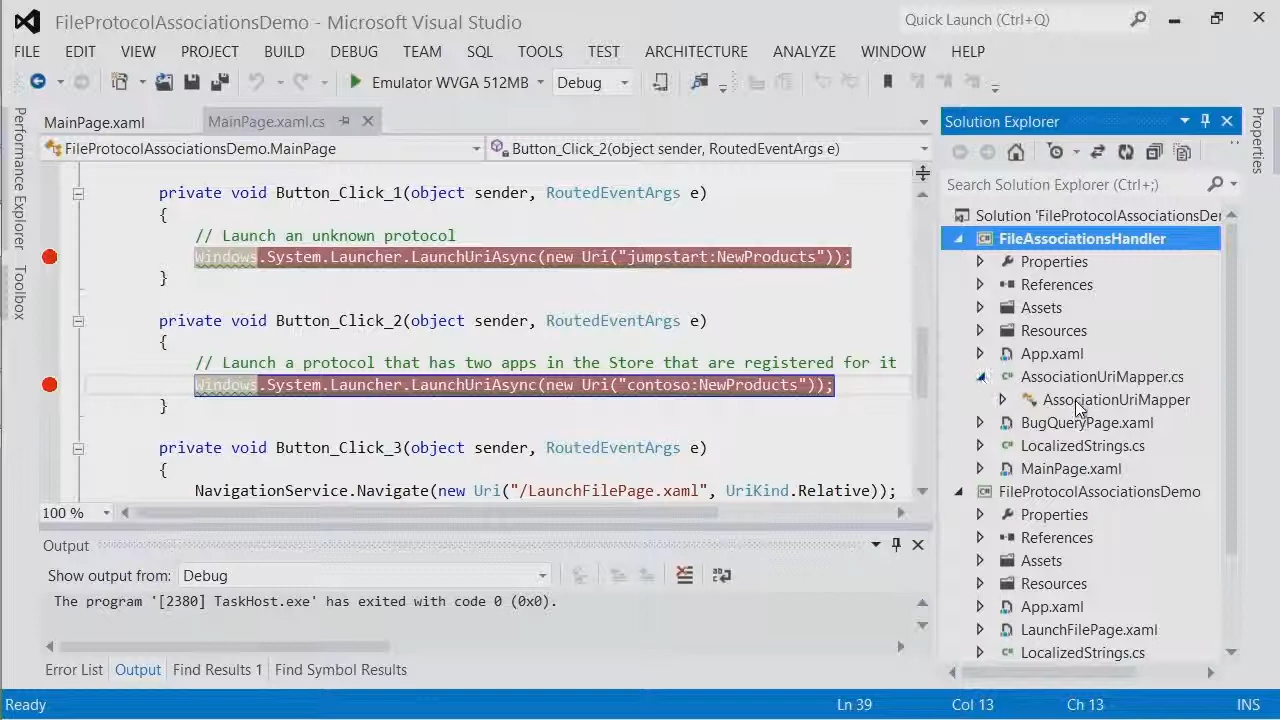 FileProtocolAssociationsDemo - Microsoft Visual Studio
Quick Launch (Ctrl+Q)
FILE EDIT VIEW PROJECT BUILD DEBUG TEAM SQL TOOLS TEST ARCHITECTURE ANALYZE WINDOW HELP
Emulator WVGA 512MB Debug
Performance Explorer
Toolbox
MainPage.xaml MainPage.xaml.cs
FileProtocolAssociationsDemo.MainPage Button_Click_2(object sender, RoutedEventArgs e)
private void Button_Click_1(object sender, RoutedEventArgs e)
{
// Launch an unknown protocol
Windows.System.Launcher.LaunchUriAsync(new Uri("jumpstart:NewProducts"));
}
private void Button_Click_2(object sender, RoutedEventArgs e)
{
// Launch a protocol that has two apps in the Store that are registered for it
Windows.System.Launcher.LaunchUriAsync(new Uri("contoso:NewProducts"));
}
private void Button_Click_3(object sender, RoutedEventArgs e)
{
NavigationService.Navigate(new Uri("/LaunchFilePage.xaml", UriKind.Relative));
100 %
Output
Show output from: Debug
The program '[2380] TaskHost.exe' has exited with code 0 (0x0).
Error List Output Find Results 1 Find Symbol Results
Solution Explorer
Search Solution Explorer (Ctrl+;)
Solution 'FileProtocolAssociationsDe
FileAssociationsHandler
Properties
References
Assets
Resources
App.xaml
AssociationUriMapper.cs
AssociationUriMapper
BugQueryPage.xaml
LocalizedStrings.cs
MainPage.xaml
FileProtocolAssociationsDemo
Properties
References
Assets
Resources
App.xaml
LaunchFilePage.xaml
LocalizedStrings.cs
Properties
Ready Ln 39 Col 13 Ch 13 INS